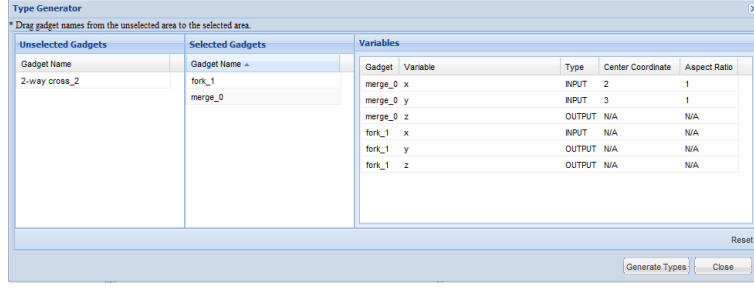 Type Generator
* Drag gadget names from the unselected area to the selected area.
Unselected Gadgets
Gadget Name
2-way cross_2
Selected Gadgets
Gadget Name
fork_1
merge_0
Variables
Gadget Variable Type Center Coordinate Aspect Ratio
merge_0 x INPUT 2 1
merge_0 y INPUT 3 1
merge_0 z OUTPUT N/A N/A
fork_1 x INPUT N/A N/A
fork_1 y OUTPUT N/A N/A
fork_1 z OUTPUT N/A N/A
Reset
Generate Types Close